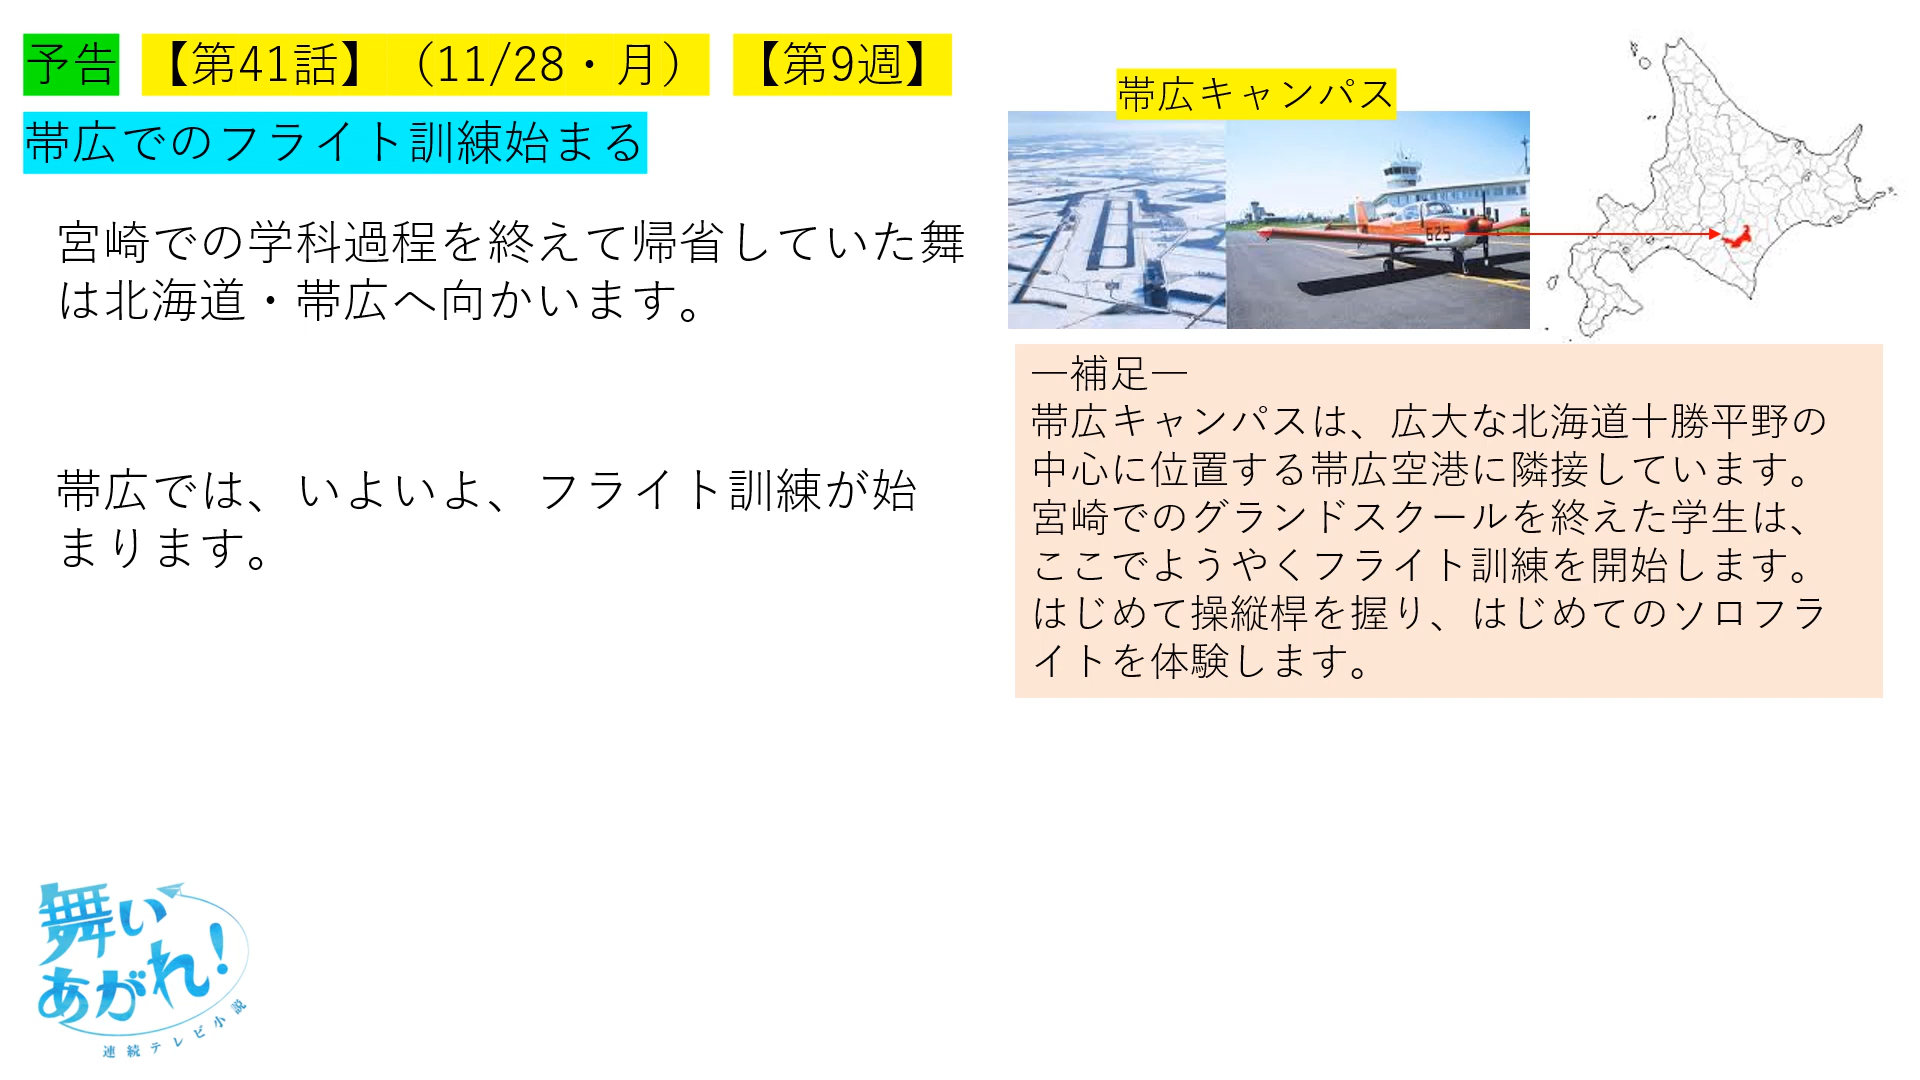 予告 【第41話】（11/28・月） 【第9週】
帯広でのフライト訓練始まる
宮崎での学科過程を終えて帰省していた舞
は北海道・帯広へ向かいます。
帯広では、いよいよ、フライト訓練が始
まります。
帯広キャンパス
625
―補足―
帯広キャンパスは、広大な北海道十勝平野の
中心に位置する帯広空港に隣接しています。
宮崎でのグランドスクールを終えた学生は、
ここでようやくフライト訓練を開始します。
はじめて操縦桿を握り、はじめてのソロフラ
イトを体験します。
舞い
あがれ!
連続テレビ小説